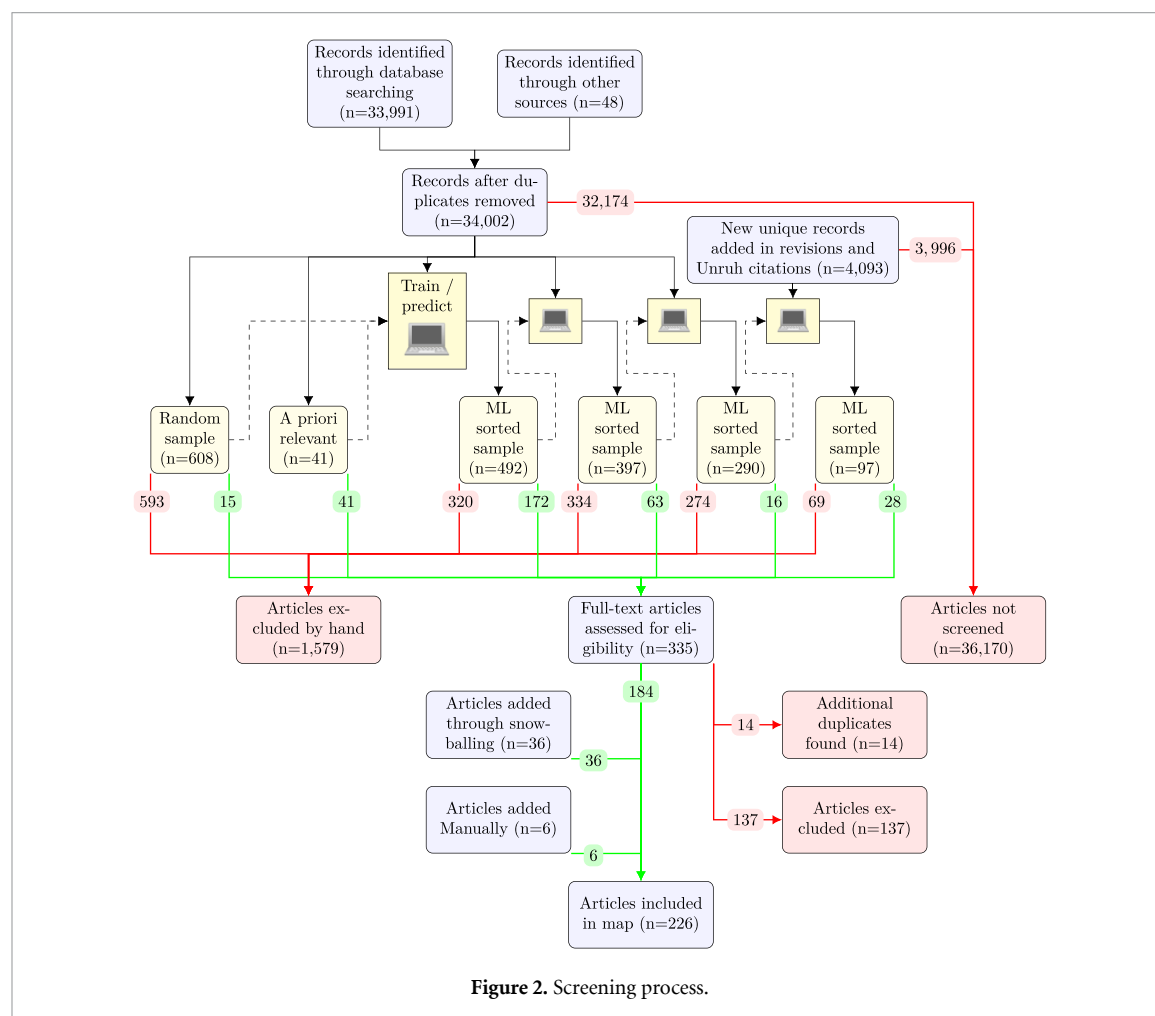 Records identified
through database
searching
(n=33,991)
Records identified
through other
sources (n=48)
Records after du-
plicates removed
(n=34,002)
32,174
New unique records
added in revisions and
Unruh citations (n=4,093)
3,996
Train /
predict
Random
sample
(n=608)
A priori
relevant
(n=41)
ML
sorted
sample
(n=492)
ML
sorted
sample
(n=397)
ML
sorted
sample
(n=290)
ML
sorted
sample
(n=97)
593
15
41
320
172
334
63
274
16
69
28
Articles ex-
cluded by hand
(n=1,579)
Full-text articles
assessed for eli-
gibility (n=335)
Articles not
screened
(n=36,170)
184
Articles added
through snow-
balling (n=36)
36
14
Additional
duplicates
found (n=14)
Articles added
Manually (n=6)
6
137
Articles ex-
cluded (n=137)
Articles included
in map (n=226)
Figure 2. Screening process.